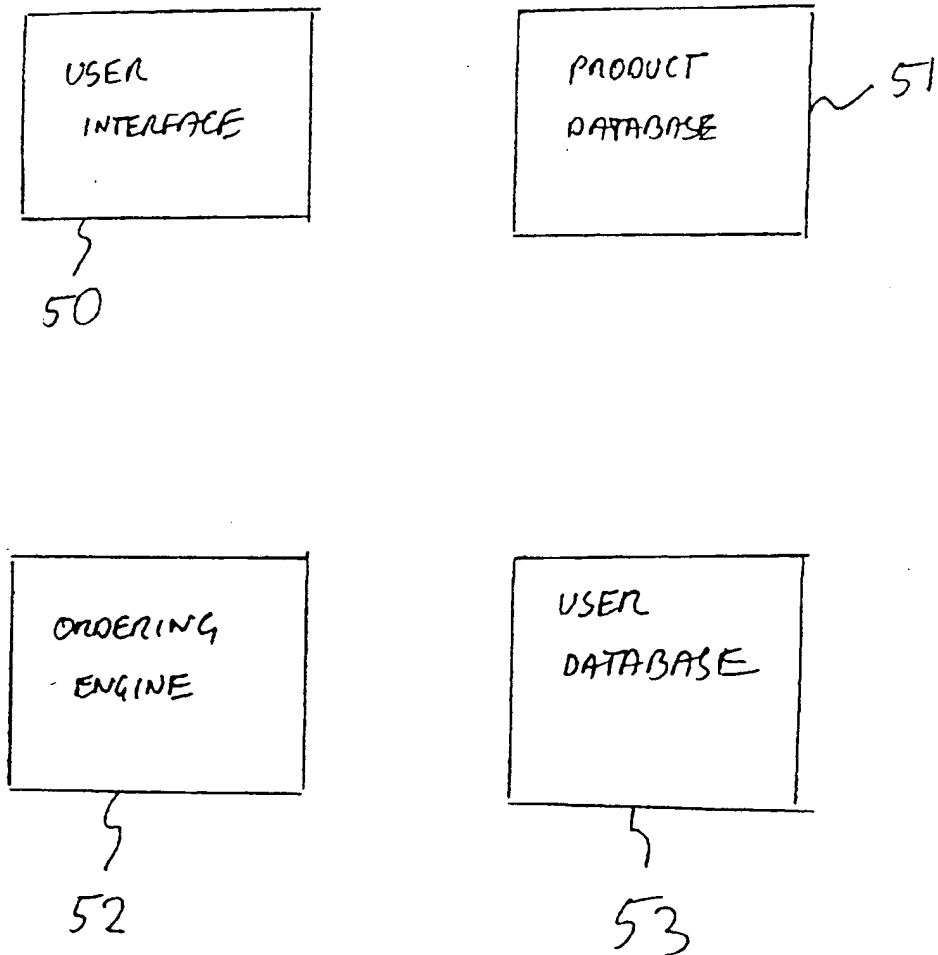 USER
INTERFACE
50
PRODUCT
DATABASE
51
ORDERING
ENGINE
52
USER
DATABASE
53